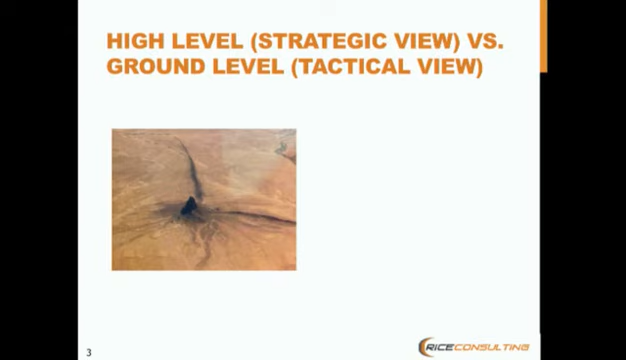 HIGH LEVEL (STRATEGIC VIEW) VS.
GROUND LEVEL (TACTICAL VIEW)
3
RICECONSULTING